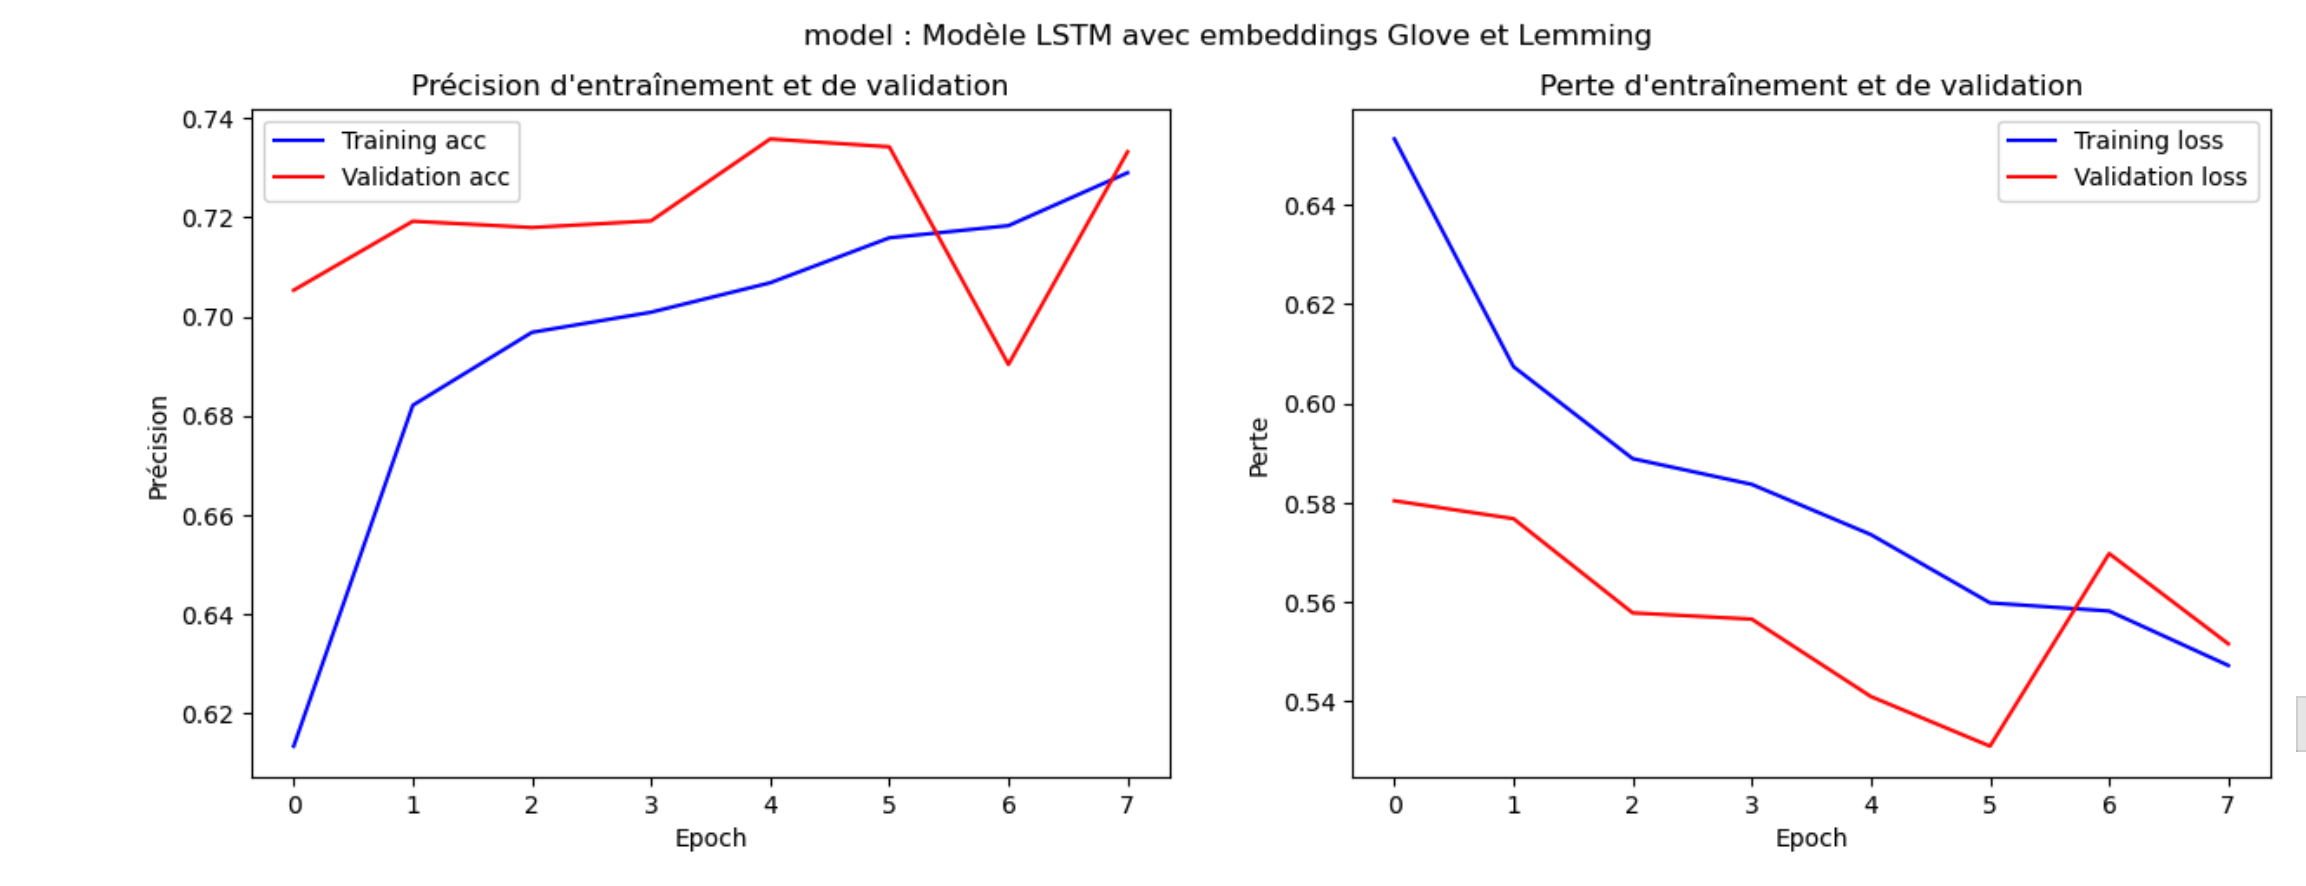 model : Modèle LSTM avec embeddings Glove et Lemming
Précision d'entraînement et de validation
0.74
0.72
0.70
0.68
0.66
0.64
0.62
Précision
Training acc
Validation acc
0 1 2 3 4 5 6 7
Epoch
Perte d'entraînement et de validation
0.64
0.62
0.60
0.58
0.56
0.54
Perte
Training loss
Validation loss
0 1 2 3 4 5 6 7
Epoch